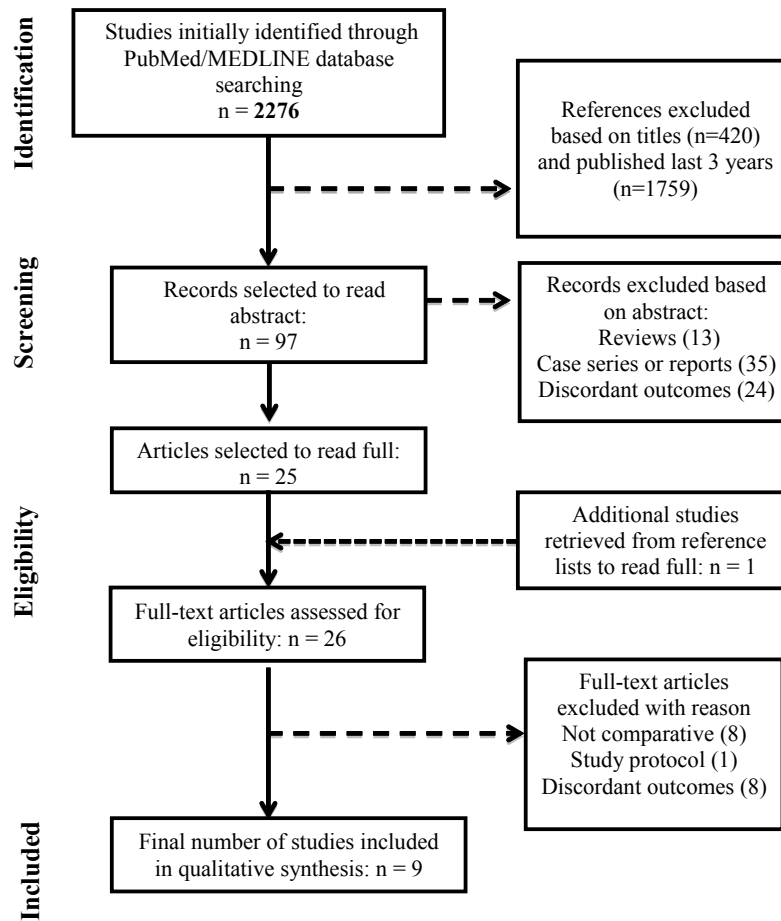 Identification
Studies initially identified through
PubMed/MEDLINE database
searching
n = 2276
References excluded
based on titles (n=420)
and published last 3 years
(n=1759)
Screening
Records selected to read
abstract:
n = 97
Records excluded based
on abstract:
Reviews (13)
Case series or reports (35)
Discordant outcomes (24)
Eligibility
Articles selected to read full:
n = 25
Additional studies
retrieved from reference
lists to read full: n = 1
Full-text articles assessed for
eligibility: n = 26
Full-text articles
excluded with reason
Not comparative (8)
Study protocol (1)
Discordant outcomes (8)
Included
Final number of studies included
in qualitative synthesis: n = 9